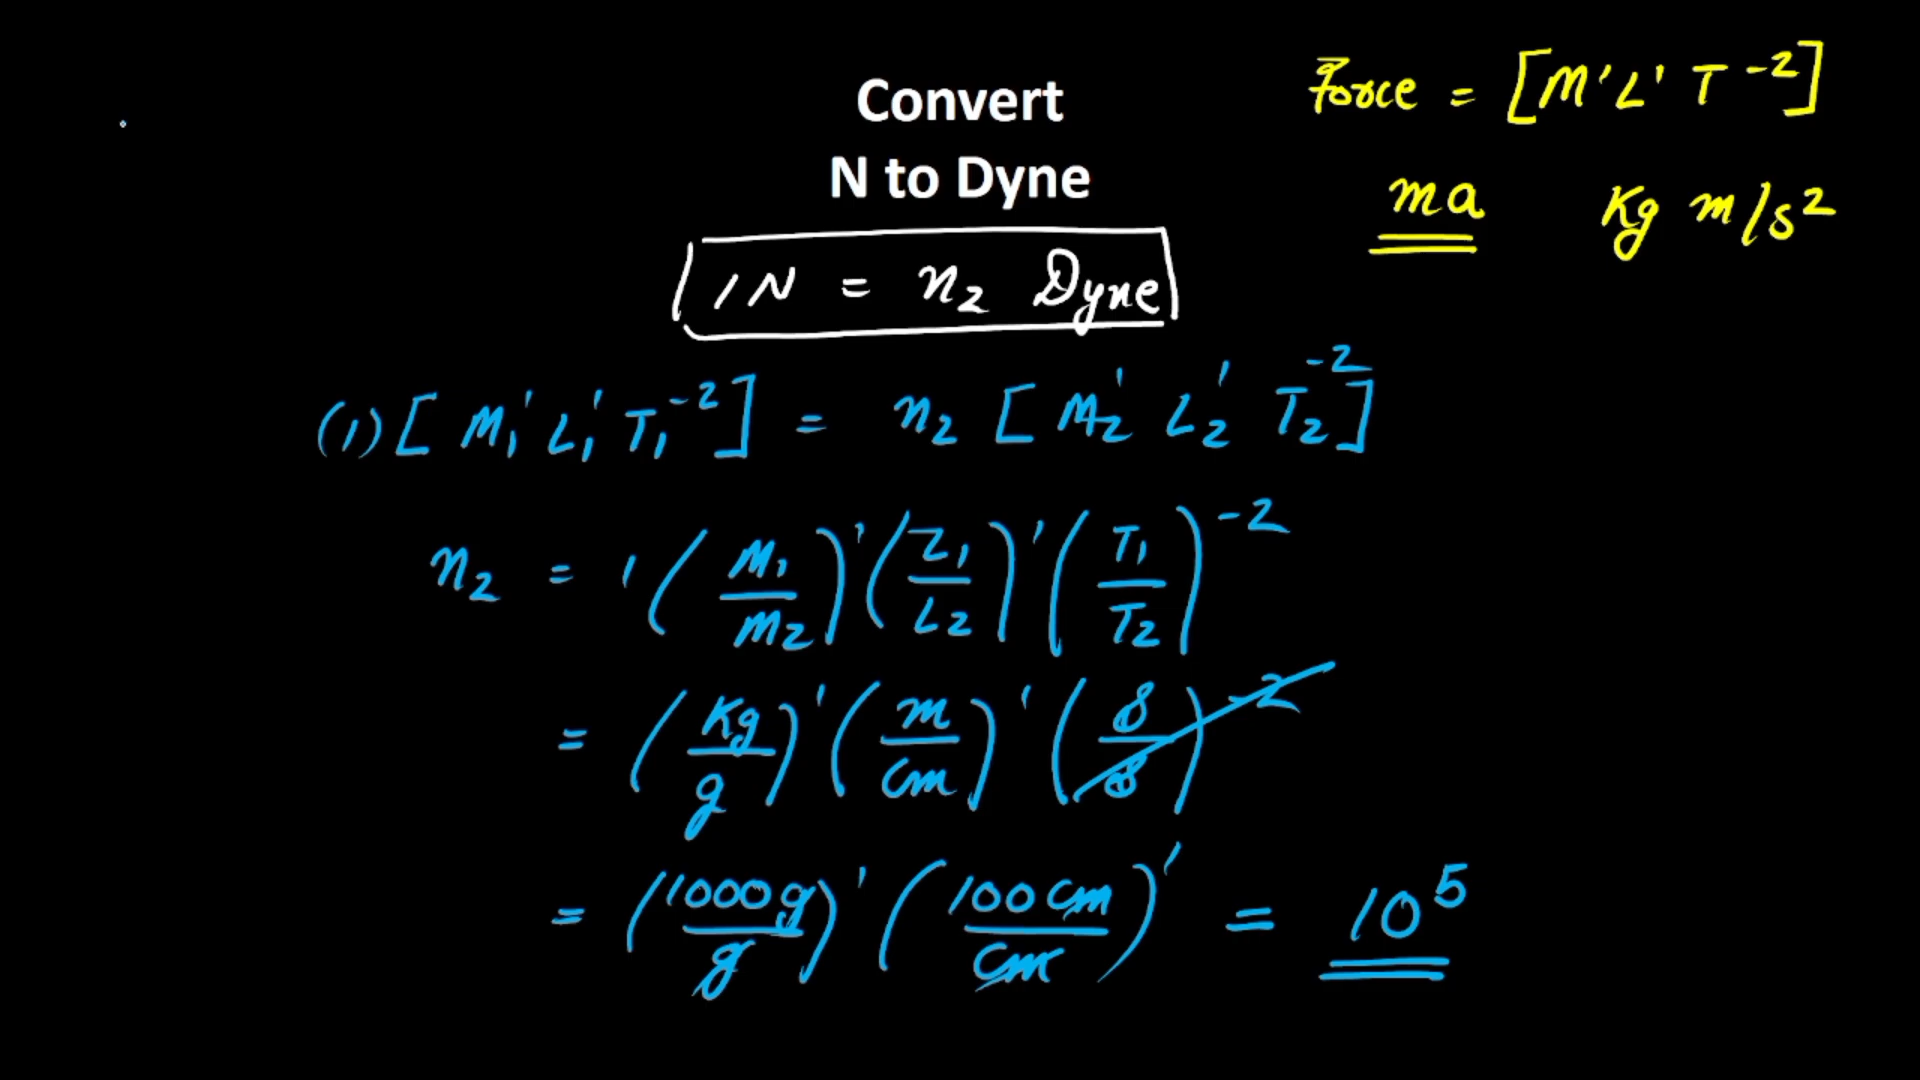 Convert
N to Dyne
Force = [M¹L¹ T⁻²]
ma Kg m/s²
1N = n₂ Dyne
(1) [M₁¹ L₁¹ T₁⁻²] = n₂ [M₂¹ L₂¹ T₂⁻²]
n₂ = 1 (M₁/M₂)¹ (L₁/L₂)¹ (T₁/T₂)⁻²
= (Kg/g)¹ (m/cm)¹ (s/s)⁻²
= (1000g/g)¹ (100cm/cm)¹ = 10⁵